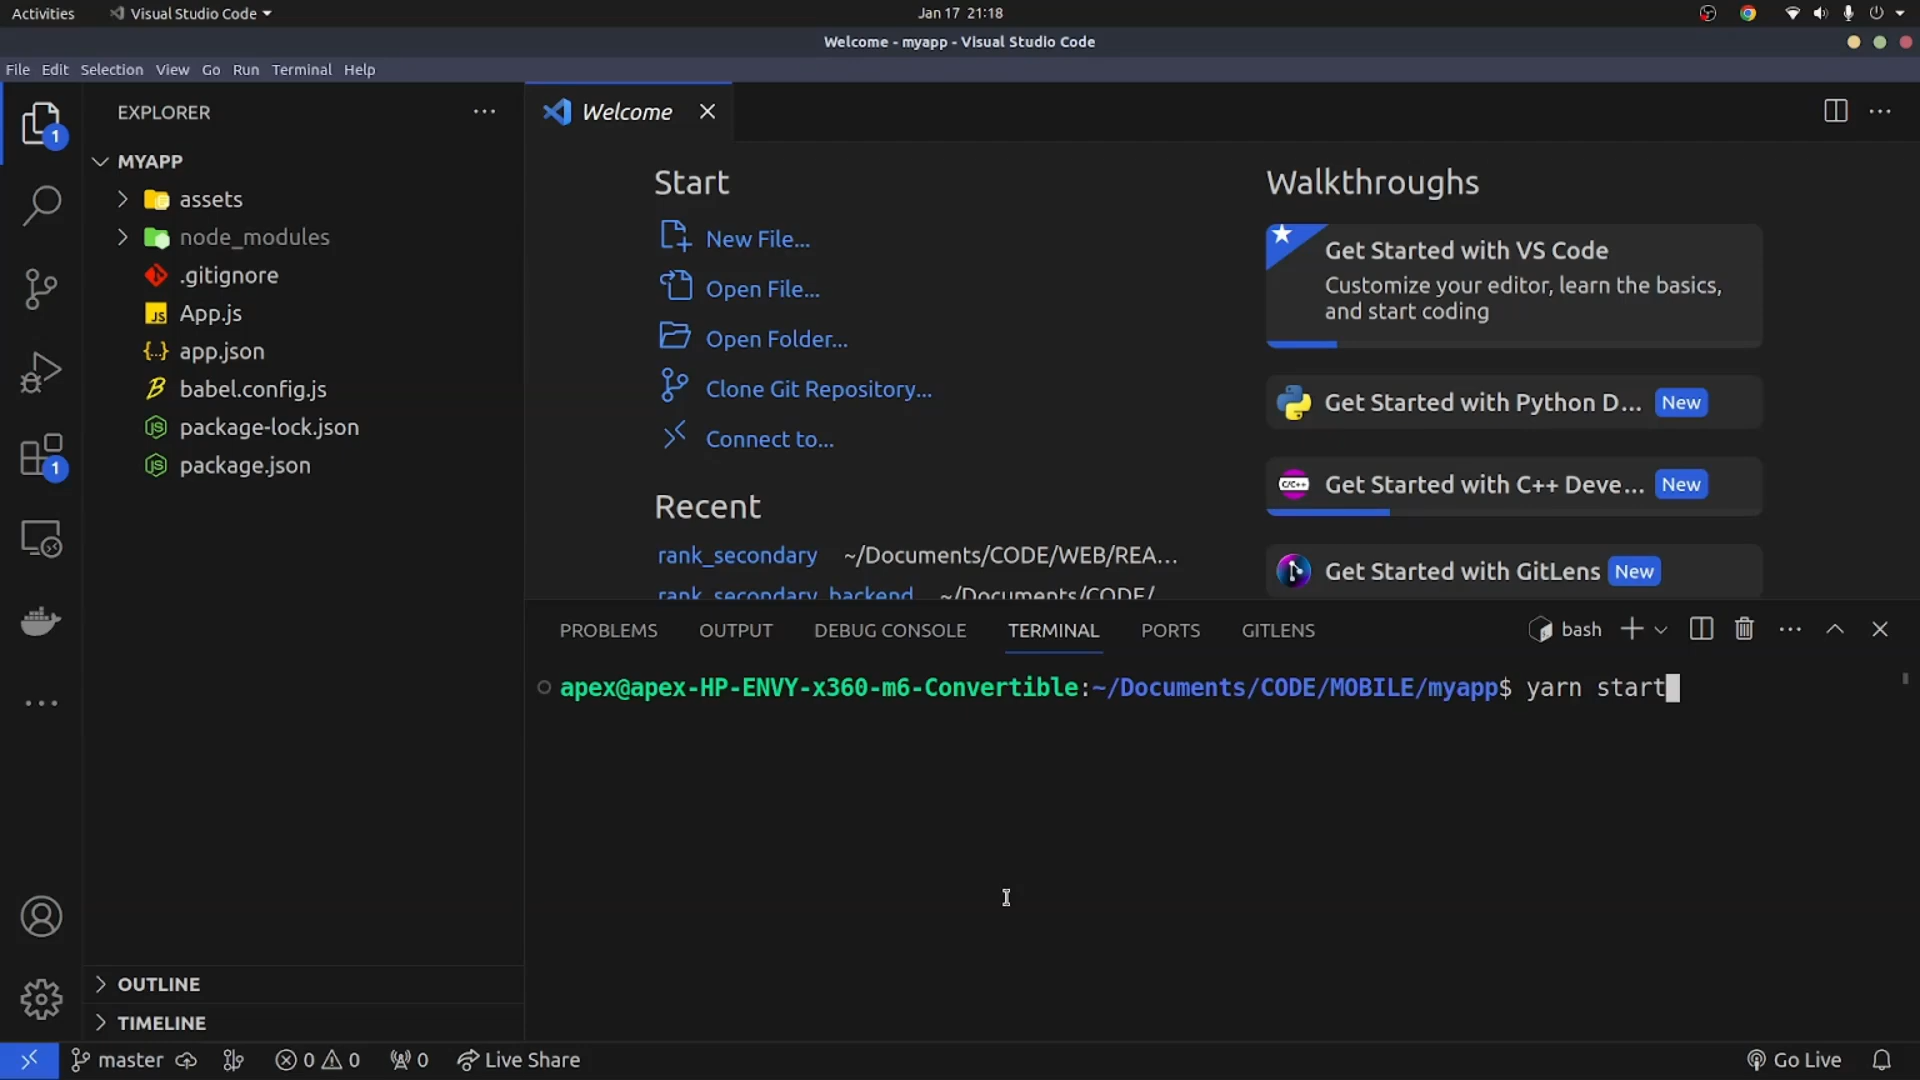 Activities
Visual Studio Code
Jan 17 21:18
Welcome - myapp - Visual Studio Code
File Edit Selection View Go Run Terminal Help
EXPLORER
MYAPP
assets
node_modules
.gitignore
App.js
app.json
babel.config.js
package-lock.json
package.json
OUTLINE
TIMELINE
1
1
Welcome
Start
New File...
Open File...
Open Folder...
Clone Git Repository...
Connect to...
Recent
rank_secondary ~/Documents/CODE/WEB/REA...
rank_secondary_backend ~/Documents/CODE/
Walkthroughs
Get Started with VS Code
Customize your editor, learn the basics,
and start coding
Get Started with Python D... New
C/C++
Get Started with C++ Deve... New
Get Started with GitLens New
PROBLEMS OUTPUT DEBUG CONSOLE TERMINAL PORTS GITLENS
bash
apex@apex-HP-ENVY-x360-m6-Convertible:~/Documents/CODE/MOBILE/myapp$ yarn start
master 0 0 0 Live Share
Go Live